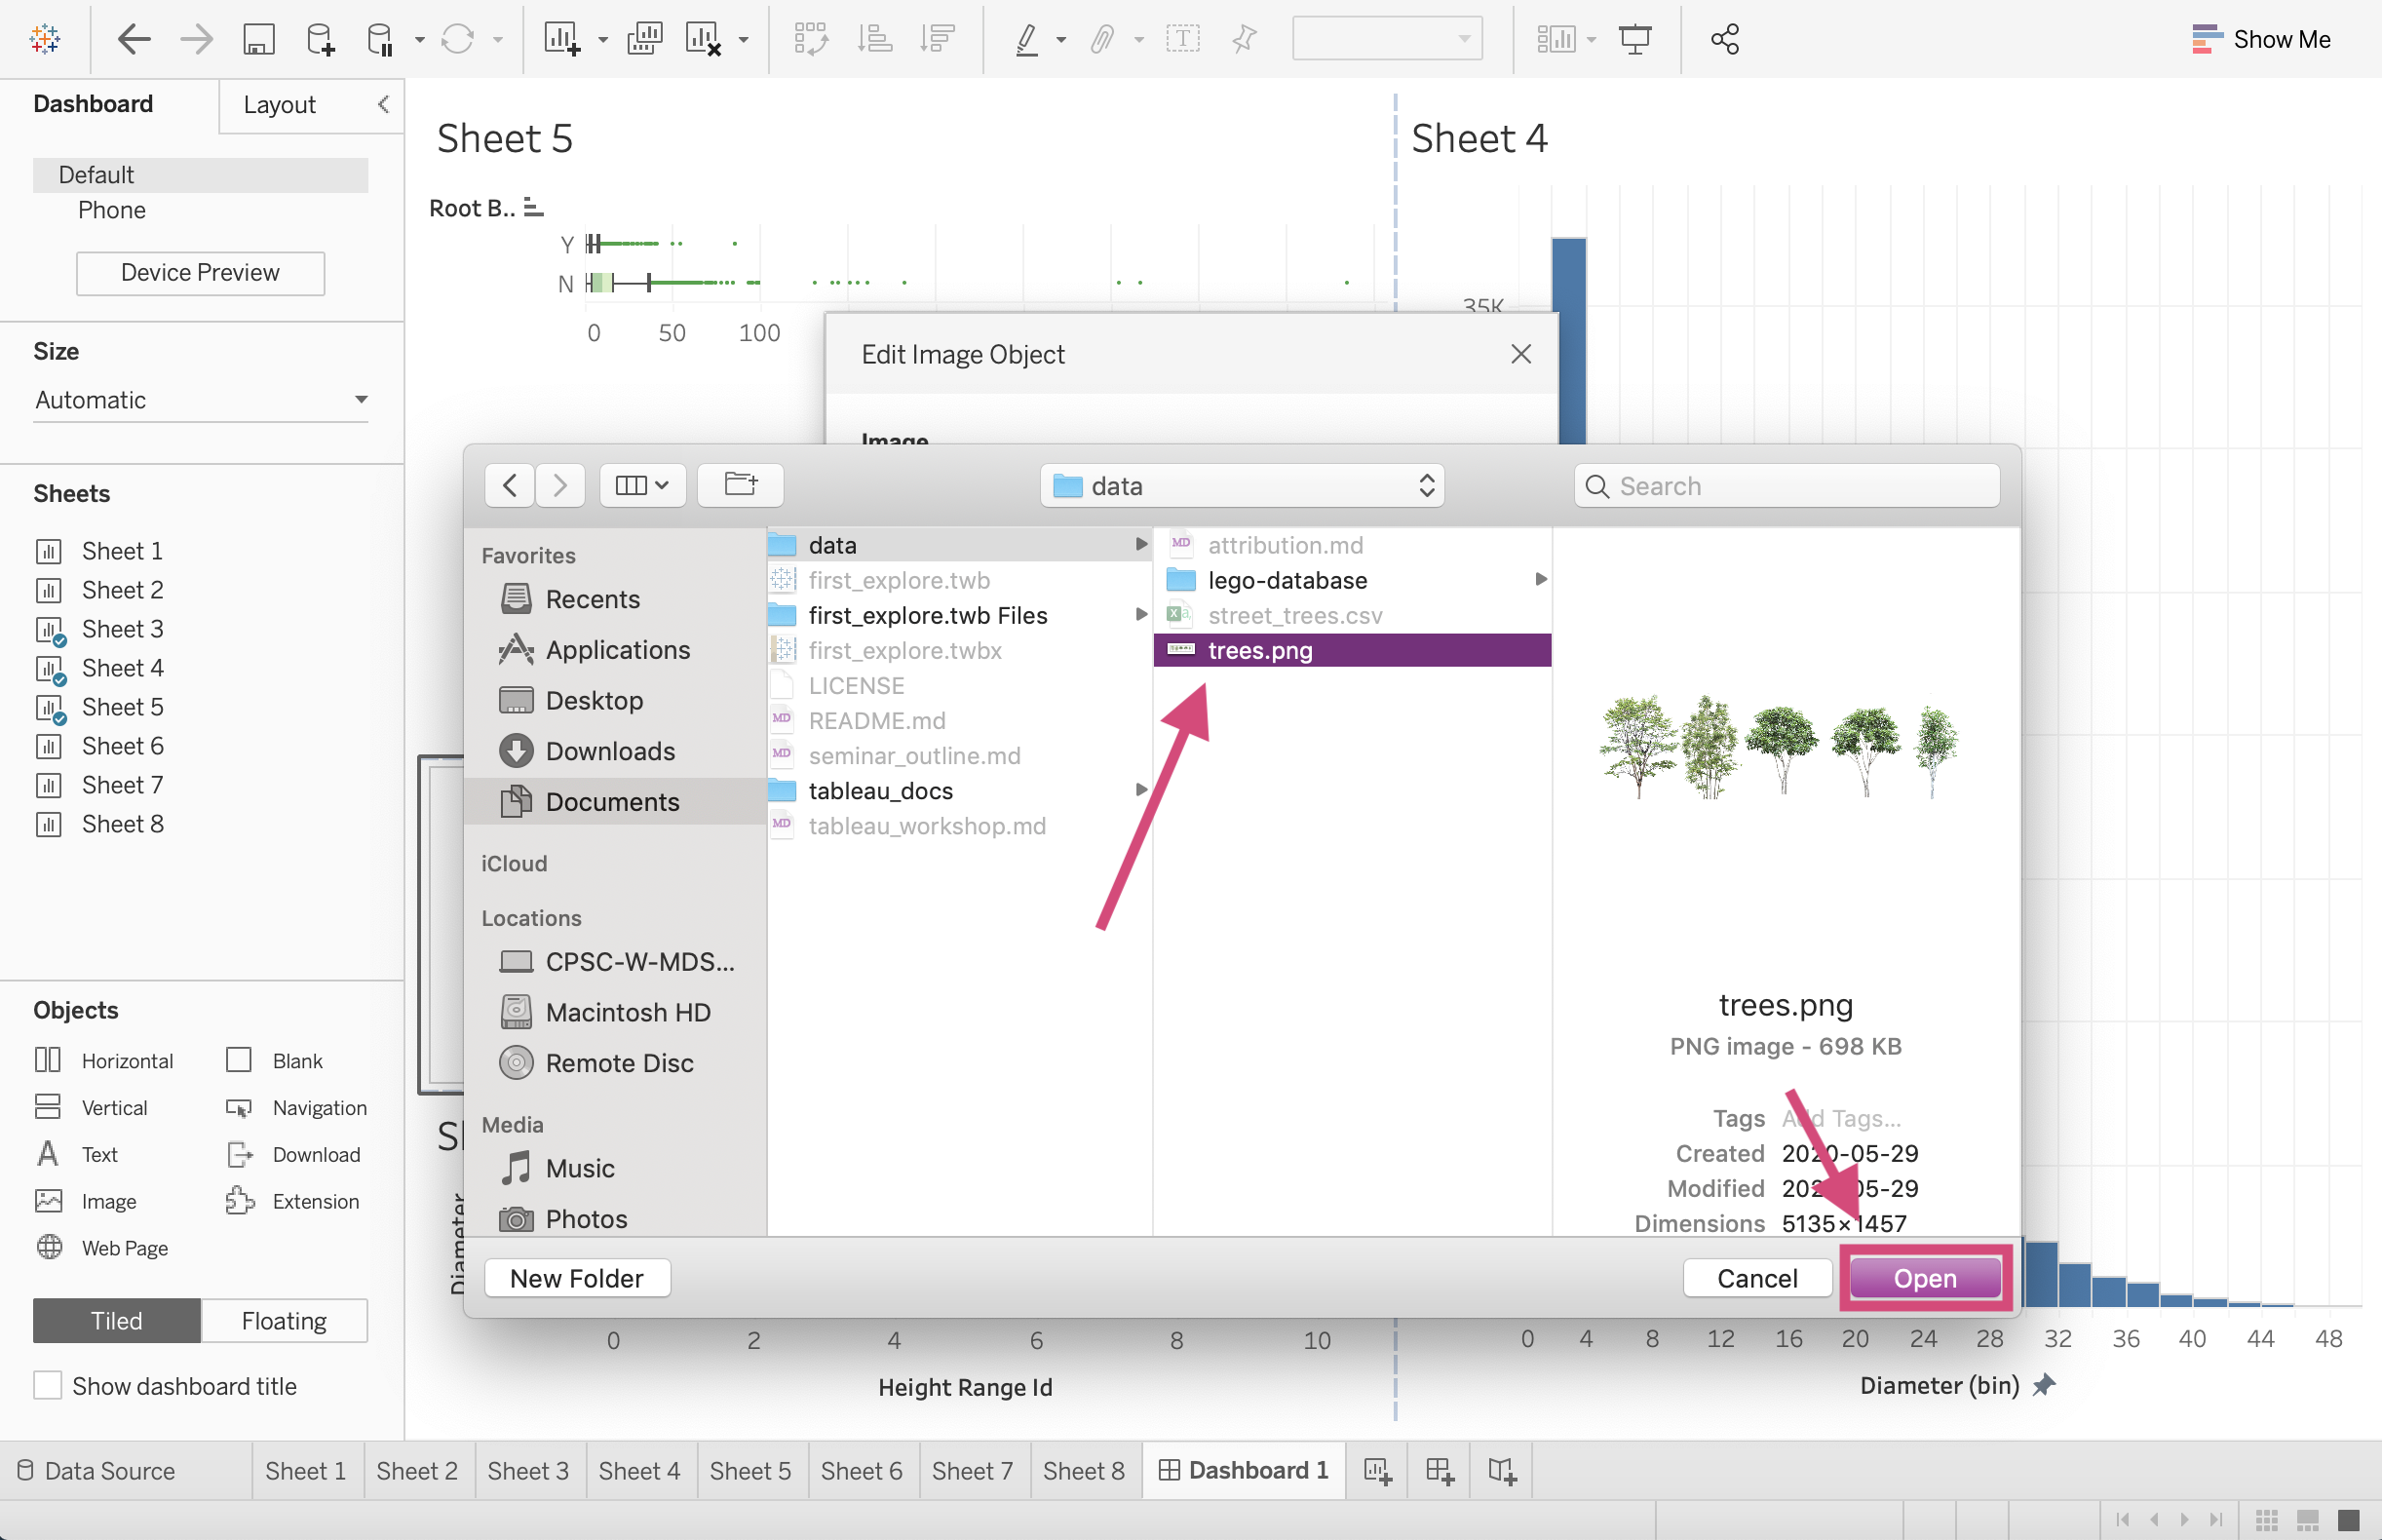 Show Me
Dashboard
Layout
Default
Phone
Device Preview
Size
Automatic
Sheets
Sheet 1
Sheet 2
Sheet 3
Sheet 4
Sheet 5
Sheet 6
Sheet 7
Sheet 8
Objects
Horizontal
Blank
Vertical
Navigation
Text
Download
Image
Extension
Web Page
Tiled
Floating
Show dashboard title
Sheet 5
Root B..
Y
N
0 50 100
Sheet 4
35K
Edit Image Object
Image
data
Search
Favorites
Recents
Applications
Desktop
Downloads
Documents
iCloud
Locations
CPSC-W-MDS...
Macintosh HD
Remote Disc
Media
Music
Photos
data
first_explore.twb
first_explore.twb Files
first_explore.twbx
LICENSE
README.md
seminar_outline.md
tableau_docs
tableau_workshop.md
attribution.md
lego-database
street_trees.csv
trees.png
trees.png
PNG image - 698 KB
Tags Add Tags...
Created 2020-05-29
Modified 2020-05-29
Dimensions 5135×1457
New Folder
Cancel
Open
Diameter
0 2 4 6 8 10
Height Range Id
0 4 8 12 16 20 24 28 32 36 40 44 48
Diameter (bin)
Data Source
Sheet 1
Sheet 2
Sheet 3
Sheet 4
Sheet 5
Sheet 6
Sheet 7
Sheet 8
Dashboard 1